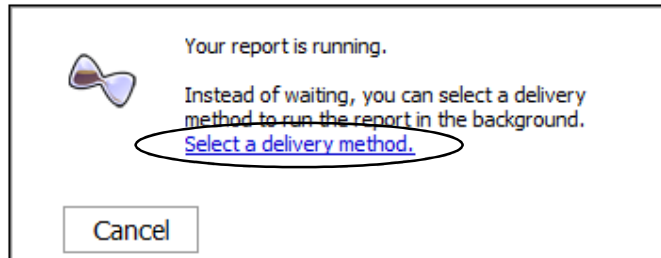 Your report is running.
Instead of waiting, you can select a delivery
method to run the report in the background.
Select a delivery method.
Cancel